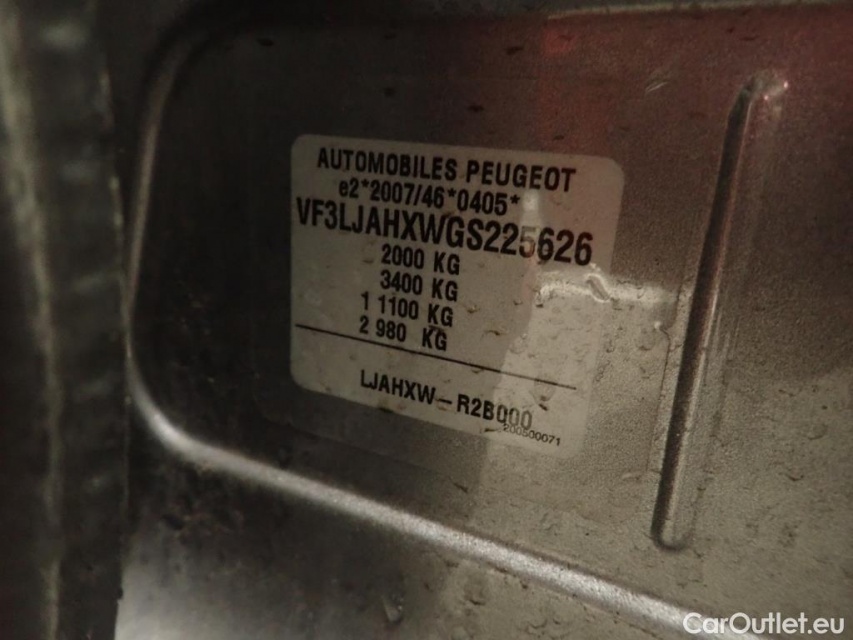 AUTOMOBILES PEUGEOT
e2*2007/46*0405*
VF3LJAHXWGS225626
2000 KG
3400 KG
1 1100 KG
2 980 KG
LJAHXW-R2B000
200500071
CarOutlet.eu